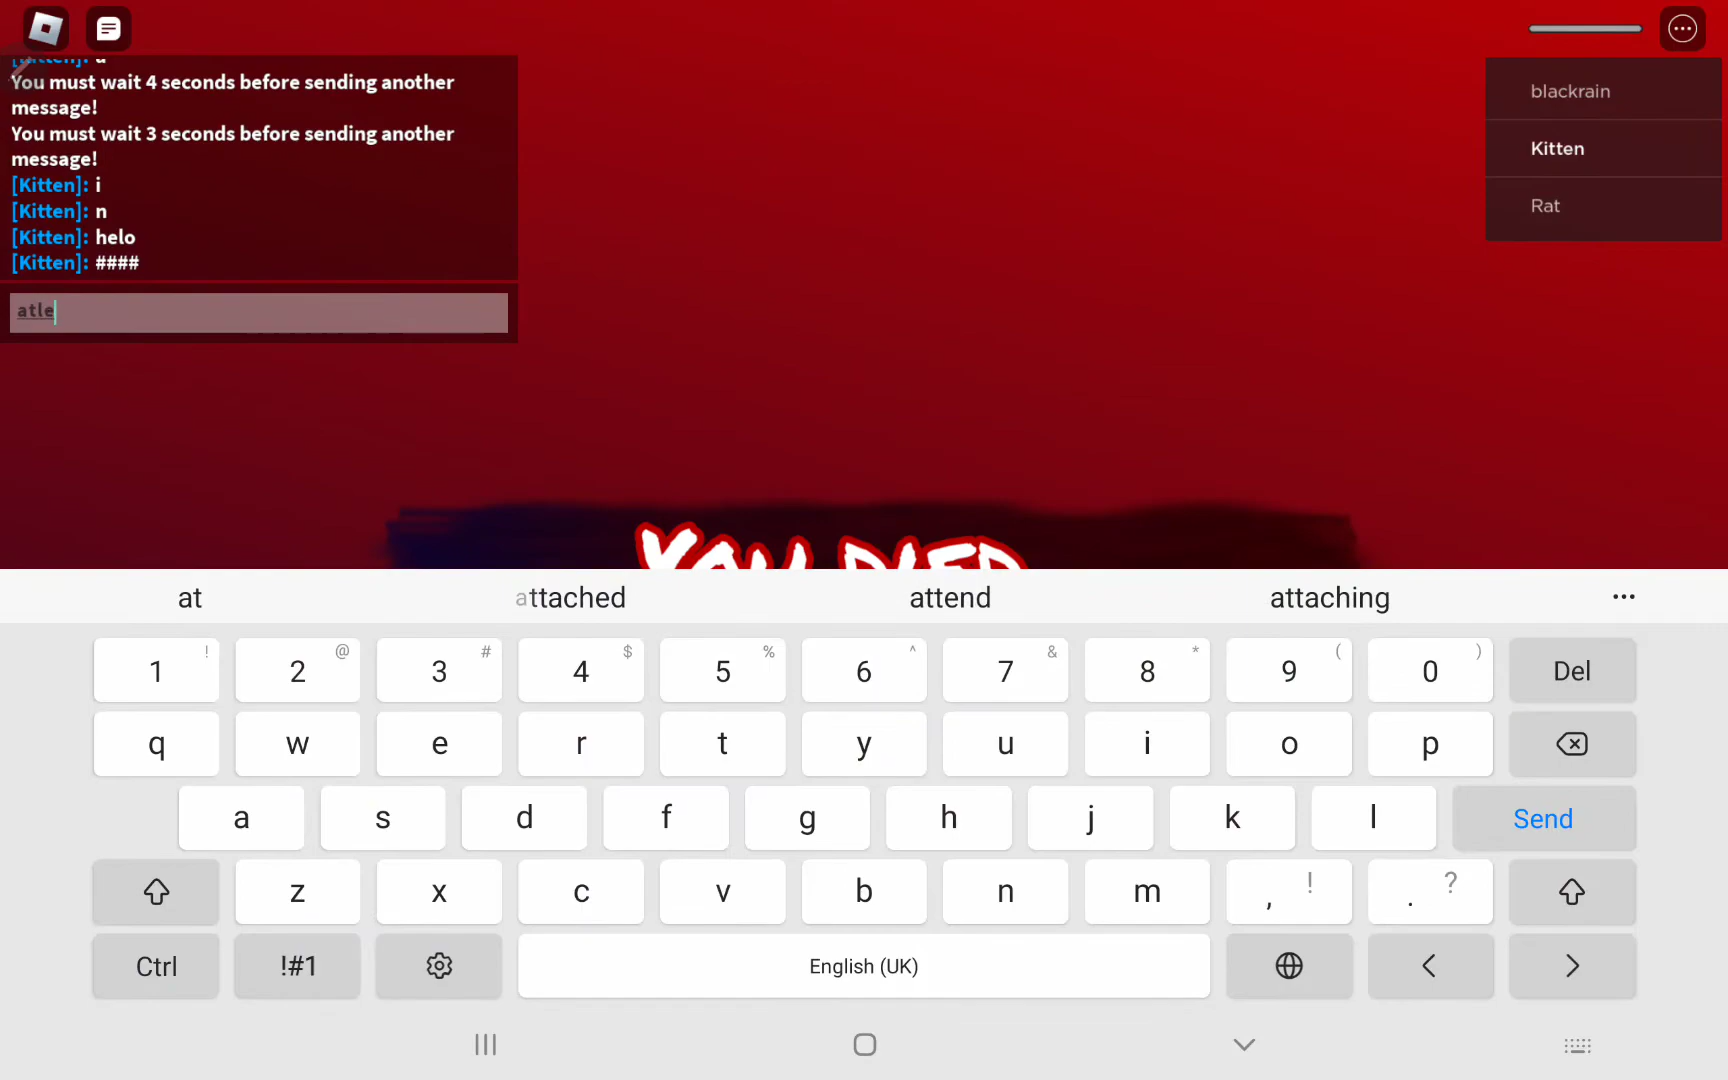 You must wait 4 seconds before sending another
message!
You must wait 3 seconds before sending another
message!
[Kitten]: i
[Kitten]: n
[Kitten]: helo
[Kitten]: ####
atle
blackrain
Kitten
Rat
YOU DIED
at attached attend attaching ...
1 ! 2 @ 3 # 4 $ 5 % 6 ^ 7 & 8 * 9 ( 0 ) Del
q w e r t y u i o p
a s d f g h j k l Send
z x c v b n m , ! . ?
Ctrl !#1 English (UK) < >